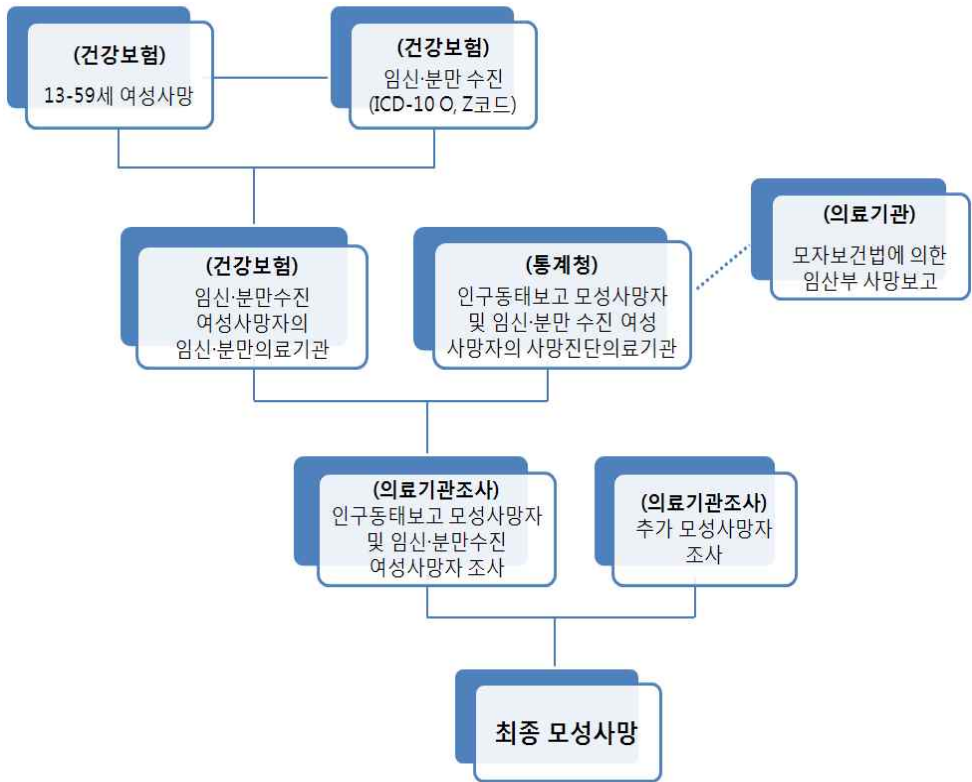 (건강보험)
13-59세 여성사망
(건강보험)
임신·분만 수진
(ICD-10 O, Z코드)
(의료기관)
모자보건법에 의한
임산부 사망보고
(건강보험)
임신·분만수진
여성사망자의
임신·분만의료기관
(통계청)
인구동태보고 모성사망자
및 임신·분만 수진 여성
사망자의 사망진단의료기관
(의료기관조사)
인구동태보고 모성사망자
및 임신·분만수진
여성사망자 조사
(의료기관조사)
추가 모성사망자
조사
최종 모성사망